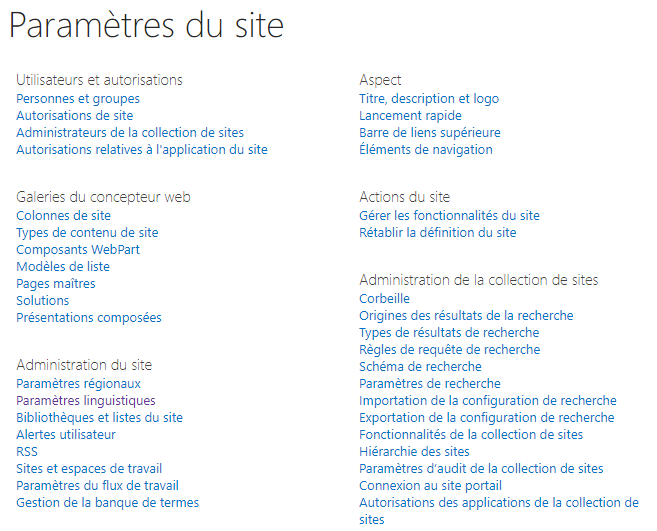 Paramètres du site
Utilisateurs et autorisations
Personnes et groupes
Autorisations de site
Administrateurs de la collection de sites
Autorisations relatives à l'application du site
Galeries du concepteur web
Colonnes de site
Types de contenu de site
Composants WebPart
Modèles de liste
Pages maîtres
Solutions
Présentations composées
Administration du site
Paramètres régionaux
Paramètres linguistiques
Bibliothèques et listes du site
Alertes utilisateur
RSS
Sites et espaces de travail
Paramètres du flux de travail
Gestion de la banque de termes
Aspect
Titre, description et logo
Lancement rapide
Barre de liens supérieure
Éléments de navigation
Actions du site
Gérer les fonctionnalités du site
Rétablir la définition du site
Administration de la collection de sites
Corbeille
Origines des résultats de la recherche
Types de résultats de recherche
Règles de requête de recherche
Schéma de recherche
Paramètres de recherche
Importation de la configuration de recherche
Exportation de la configuration de recherche
Fonctionnalités de la collection de sites
Hiérarchie des sites
Paramètres d’audit de la collection de sites
Connexion au site portail
Autorisations des applications de la collection de
sites